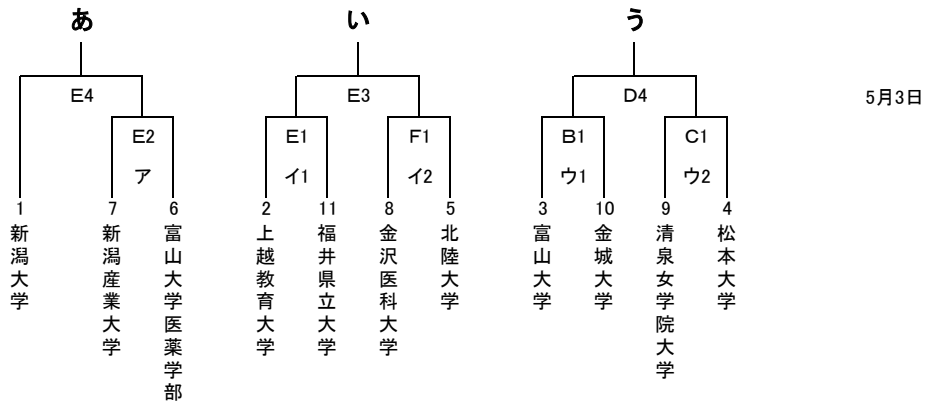 あ い う
E4 E3 D4 5月3日
E2 E1 F1 B1 C1
ア イ1 イ2 ウ1 ウ2
1 7 6 2 11 8 5 3 10 9 4
新潟大学
新潟産業大学
富山大学医薬学部
上越教育大学
福井県立大学
金沢医科大学
北陸大学
富山大学
金城大学
清泉女学院大学
松本大学